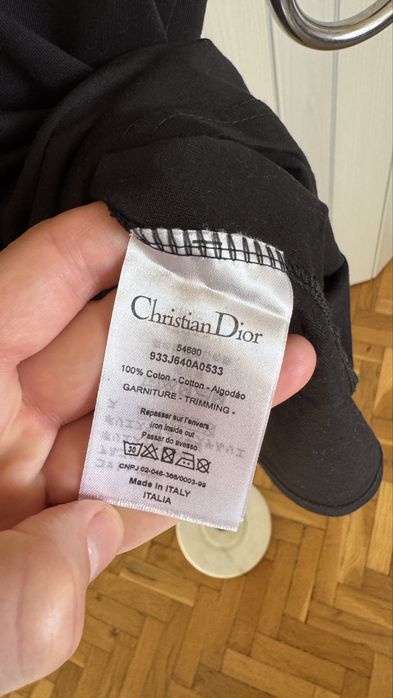 Christian Dior
54680
933J640A0533
100% Coton - Cotton - Algodão
GARNITURE - TRIMMING -
Repasser sur l'envers
iron inside out
Passar do avesso
30
CNPJ 02-046-366/0003-99
Made in ITALY
ITALIA